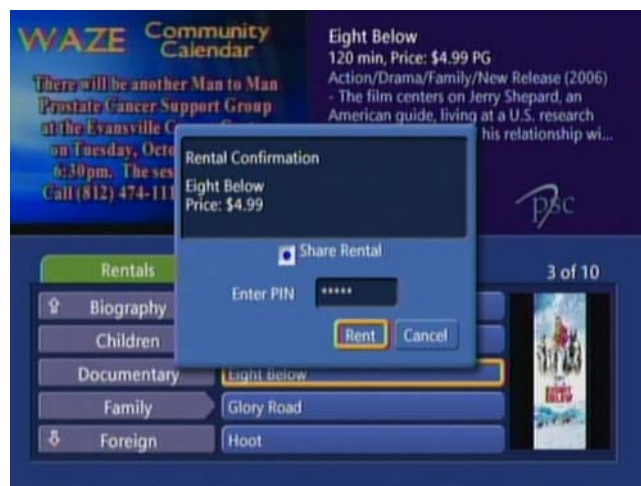 WAZE Community
Calendar
There will be another Man to Man
Prostate Cancer Support Group
at the Evansville C
on Tuesday, Octo
6:30pm. The ses
Call (812) 474-111
Eight Below
120 min, Price: $4.99 PG
Action/Drama/Family/New Release (2006)
- The film centers on Jerry Shepard, an
American guide, living at a U.S. research
his relationship wi...
psc
Rental Confirmation
Eight Below
Price: $4.99
Share Rental
Enter PIN *****
Rent Cancel
Rentals
3 of 10
Biography
Children
Documentary
Eight Below
Family
Glory Road
Foreign
Hoot
EIGHT BELOW